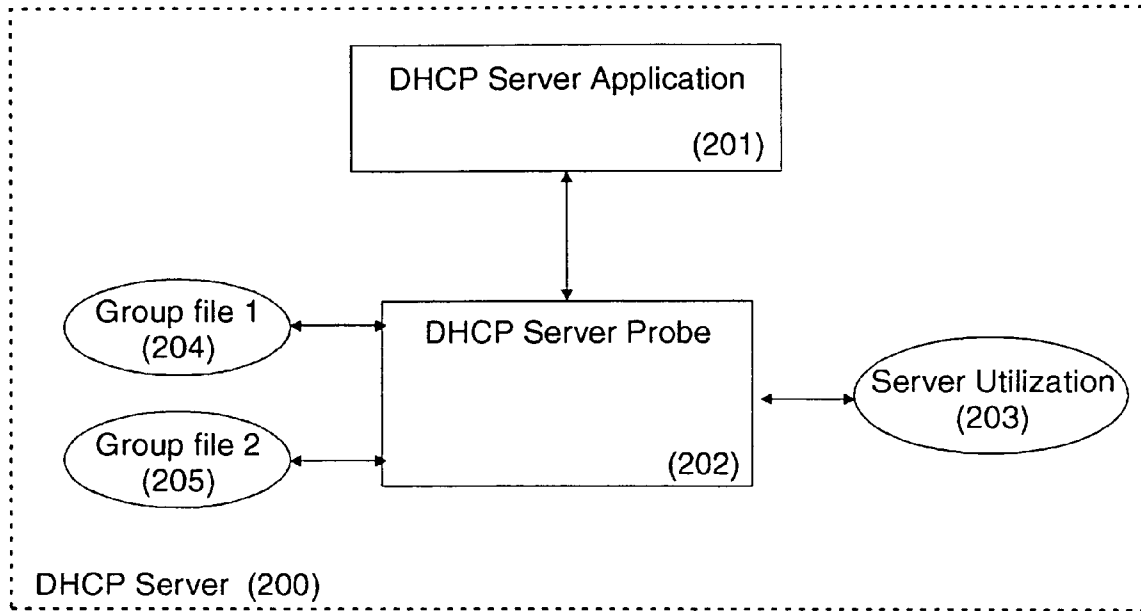 DHCP Server Application
(201)
Group file 1
(204)
DHCP Server Probe
Server Utilization
(203)
Group file 2
(205)
(202)
DHCP Server (200)